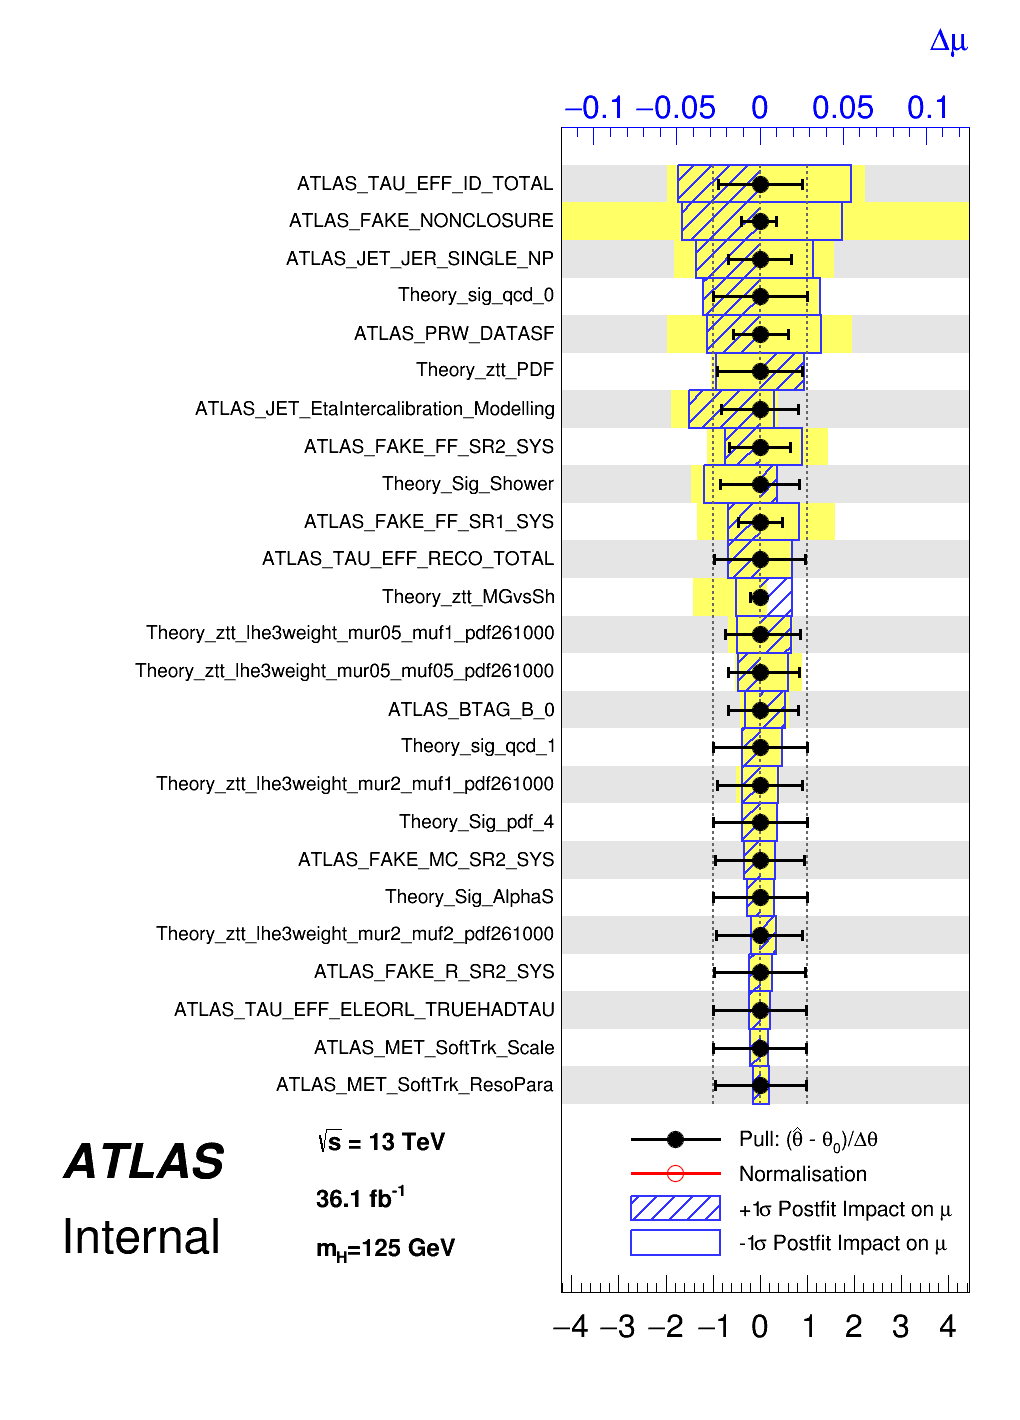 Δμ
−0.1 −0.05 0 0.05 0.1
ATLAS_TAU_EFF_ID_TOTAL
ATLAS_FAKE_NONCLOSURE
ATLAS_JET_JER_SINGLE_NP
Theory_sig_qcd_0
ATLAS_PRW_DATASF
Theory_ztt_PDF
ATLAS_JET_EtaIntercalibration_Modelling
ATLAS_FAKE_FF_SR2_SYS
Theory_Sig_Shower
ATLAS_FAKE_FF_SR1_SYS
ATLAS_TAU_EFF_RECO_TOTAL
Theory_ztt_MGvsSh
Theory_ztt_lhe3weight_mur05_muf1_pdf261000
Theory_ztt_lhe3weight_mur05_muf05_pdf261000
ATLAS_BTAG_B_0
Theory_sig_qcd_1
Theory_ztt_lhe3weight_mur2_muf1_pdf261000
Theory_Sig_pdf_4
ATLAS_FAKE_MC_SR2_SYS
Theory_Sig_AlphaS
Theory_ztt_lhe3weight_mur2_muf2_pdf261000
ATLAS_FAKE_R_SR2_SYS
ATLAS_TAU_EFF_ELEORL_TRUEHADTAU
ATLAS_MET_SoftTrk_Scale
ATLAS_MET_SoftTrk_ResoPara
ATLAS
Internal
√s = 13 TeV
36.1 fb⁻¹
m_H=125 GeV
Pull: (θ̂ - θ₀)/Δθ
Normalisation
+1σ Postfit Impact on μ
-1σ Postfit Impact on μ
−4 −3 −2 −1 0 1 2 3 4